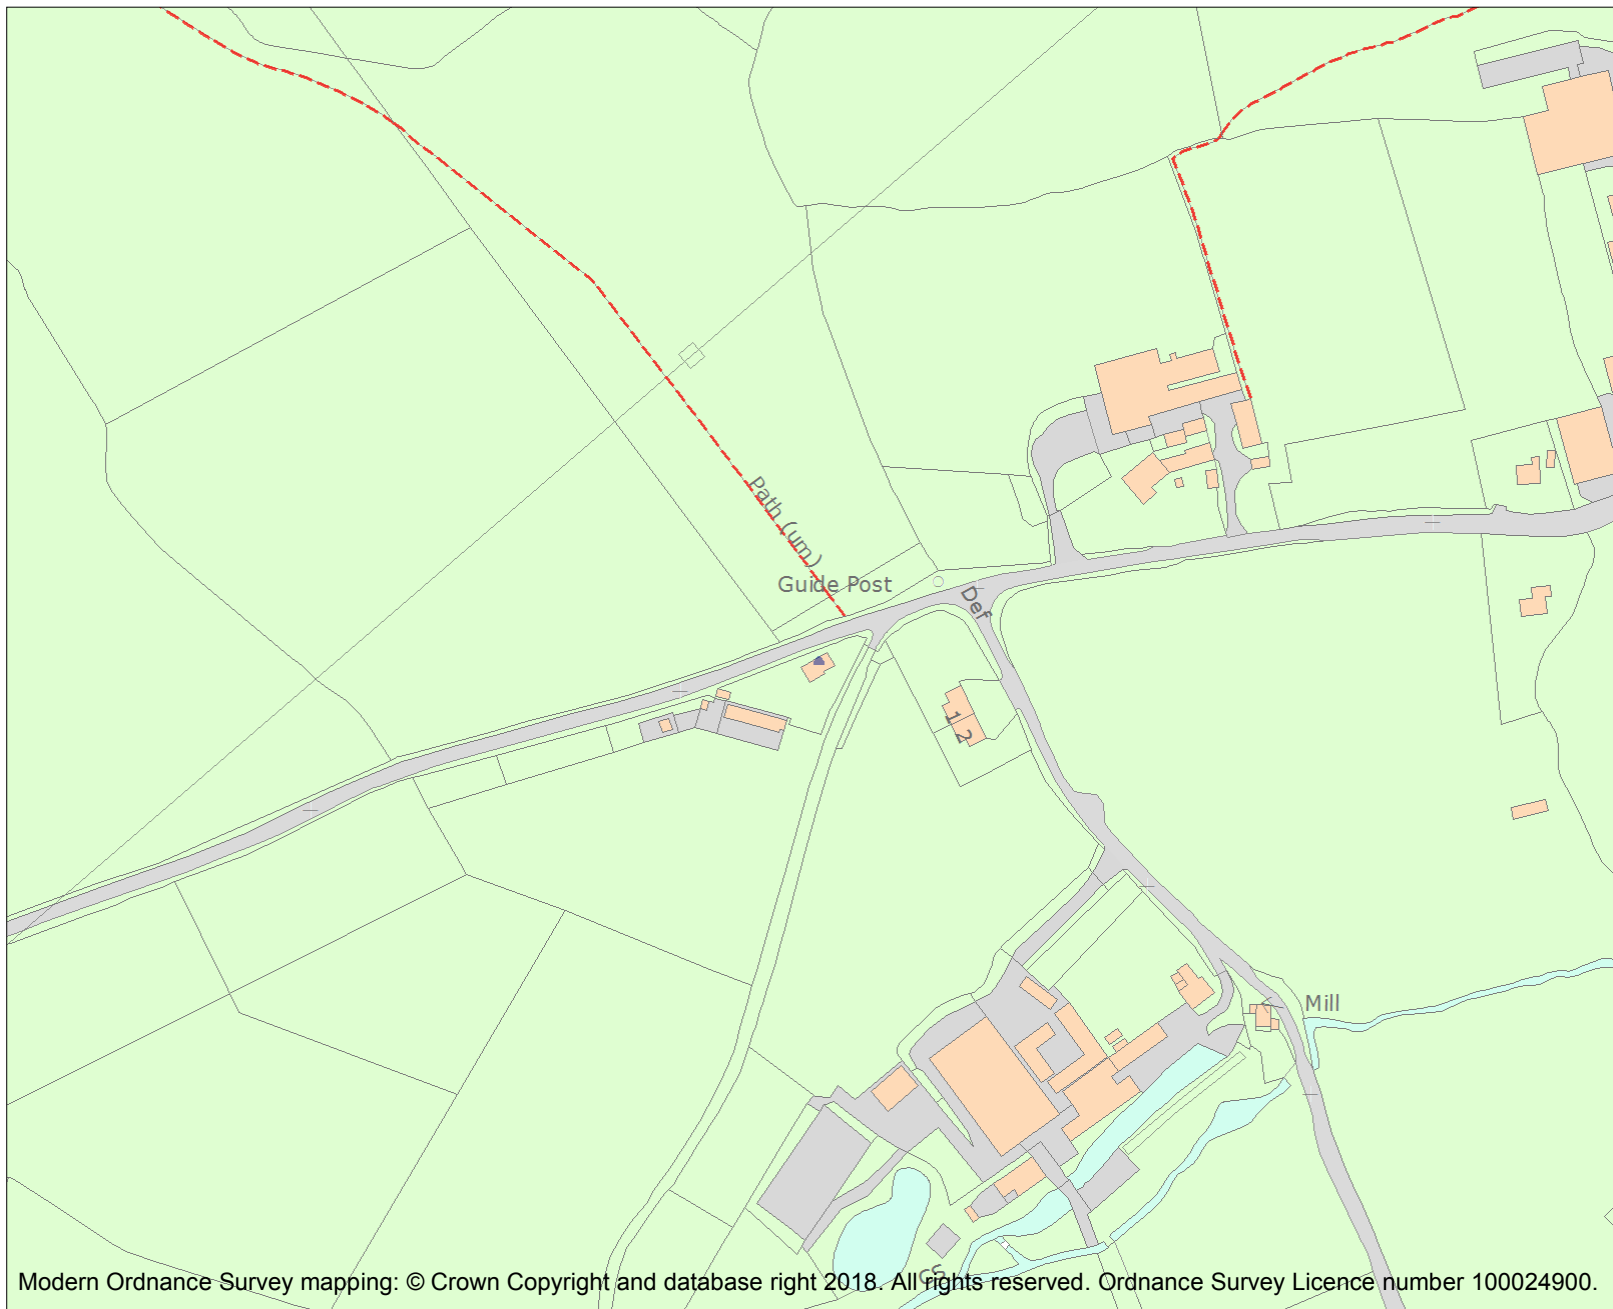 Path (um)
Guide Post
Def
1
2
Mill
CS
Modern Ordnance Survey mapping: © Crown Copyright and database right 2018. All rights reserved. Ordnance Survey Licence number 100024900.